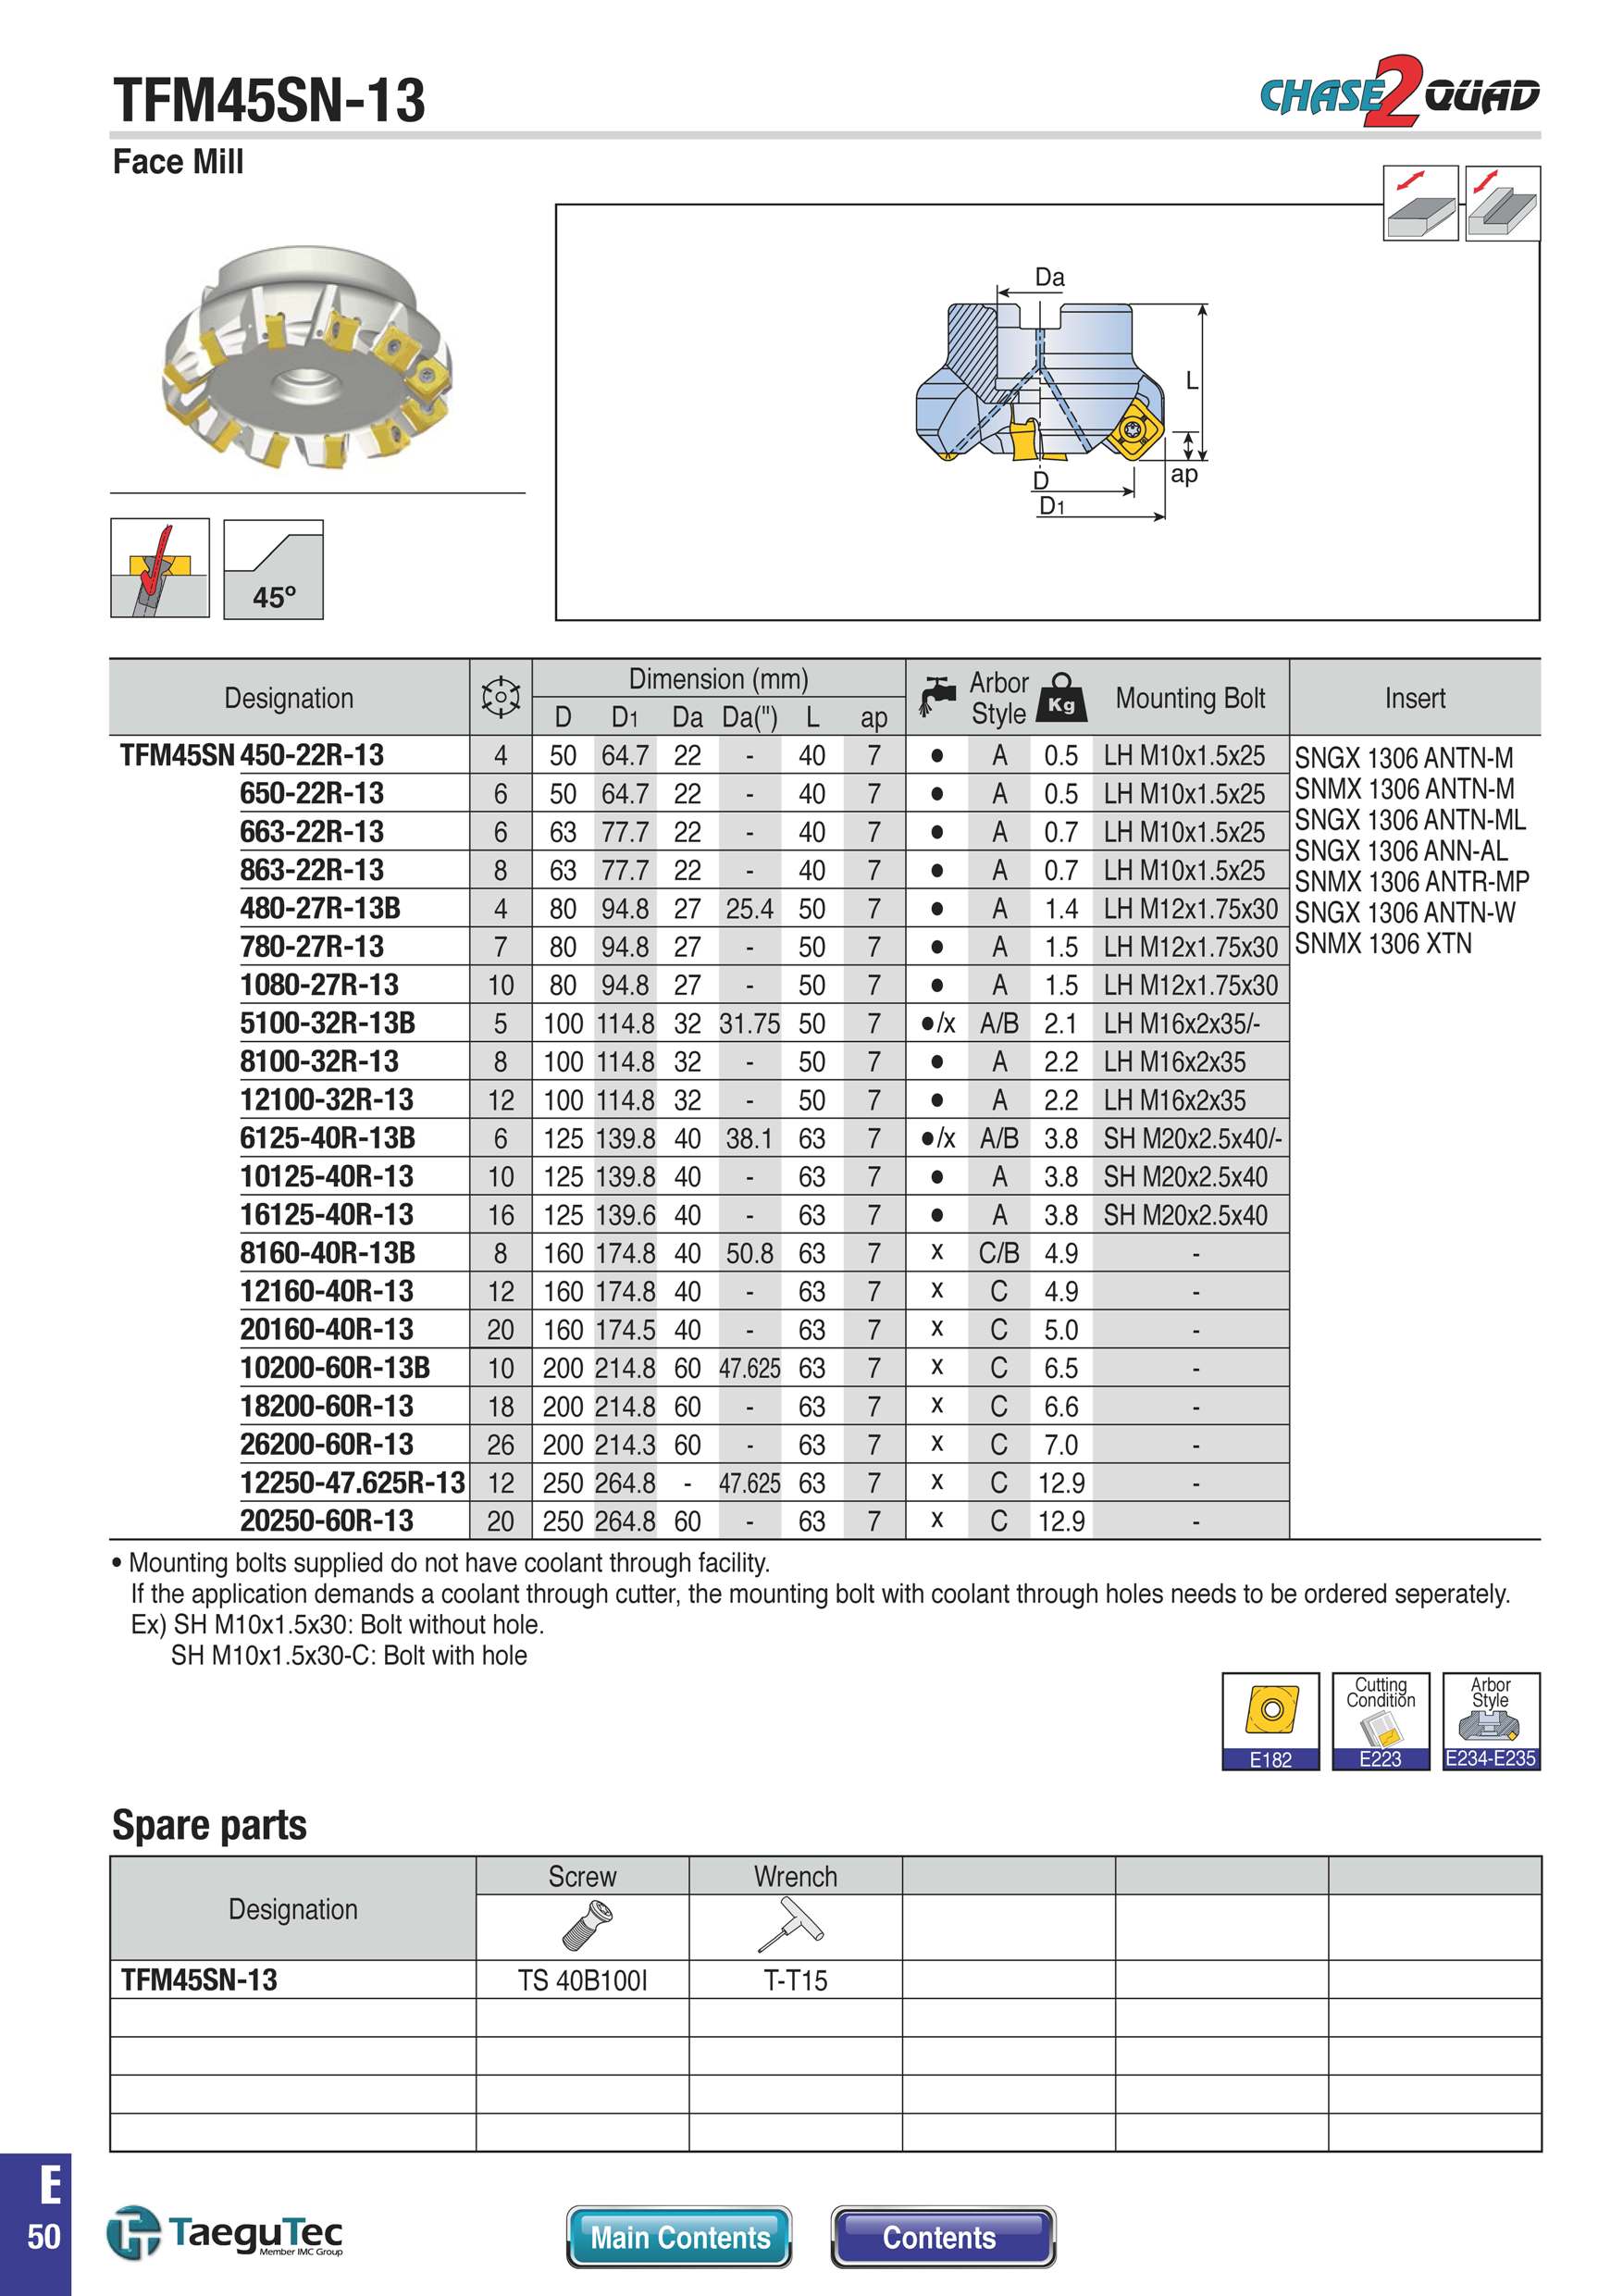 TFM45SN-13
CHASE2QUAD
Face Mill
Da
L
ap
D
D1
45°
Designation Dimension (mm) Arbor Style Kg Mounting Bolt Insert
D D1 Da Da(") L ap
TFM45SN 450-22R-13 4 50 64.7 22 - 40 7 ● A 0.5 LH M10x1.5x25 SNGX 1306 ANTN-M
650-22R-13 6 50 64.7 22 - 40 7 ● A 0.5 LH M10x1.5x25 SNMX 1306 ANTN-M
663-22R-13 6 63 77.7 22 - 40 7 ● A 0.7 LH M10x1.5x25 SNGX 1306 ANTN-ML
863-22R-13 8 63 77.7 22 - 40 7 ● A 0.7 LH M10x1.5x25 SNGX 1306 ANN-AL
SNMX 1306 ANTR-MP
480-27R-13B 4 80 94.8 27 25.4 50 7 ● A 1.4 LH M12x1.75x30 SNGX 1306 ANTN-W
780-27R-13 7 80 94.8 27 - 50 7 ● A 1.5 LH M12x1.75x30 SNMX 1306 XTN
1080-27R-13 10 80 94.8 27 - 50 7 ● A 1.5 LH M12x1.75x30
5100-32R-13B 5 100 114.8 32 31.75 50 7 ●/x A/B 2.1 LH M16x2x35/-
8100-32R-13 8 100 114.8 32 - 50 7 ● A 2.2 LH M16x2x35
12100-32R-13 12 100 114.8 32 - 50 7 ● A 2.2 LH M16x2x35
6125-40R-13B 6 125 139.8 40 38.1 63 7 ●/x A/B 3.8 SH M20x2.5x40/-
10125-40R-13 10 125 139.8 40 - 63 7 ● A 3.8 SH M20x2.5x40
16125-40R-13 16 125 139.6 40 - 63 7 ● A 3.8 SH M20x2.5x40
8160-40R-13B 8 160 174.8 40 50.8 63 7 x C/B 4.9 -
12160-40R-13 12 160 174.8 40 - 63 7 x C 4.9 -
20160-40R-13 20 160 174.5 40 - 63 7 x C 5.0 -
10200-60R-13B 10 200 214.8 60 47.625 63 7 x C 6.5 -
18200-60R-13 18 200 214.8 60 - 63 7 x C 6.6 -
26200-60R-13 26 200 214.3 60 - 63 7 x C 7.0 -
12250-47.625R-13 12 250 264.8 - 47.625 63 7 x C 12.9 -
20250-60R-13 20 250 264.8 60 - 63 7 x C 12.9 -
• Mounting bolts supplied do not have coolant through facility.
If the application demands a coolant through cutter, the mounting bolt with coolant through holes needs to be ordered seperately.
Ex) SH M10x1.5x30: Bolt without hole.
SH M10x1.5x30-C: Bolt with hole
E182
Cutting Condition
E223
Arbor Style
E234-E235
Spare parts
Designation Screw Wrench
TFM45SN-13 TS 40B100I T-T15
E
50
TaeguTec
Member IMC Group
Main Contents
Contents